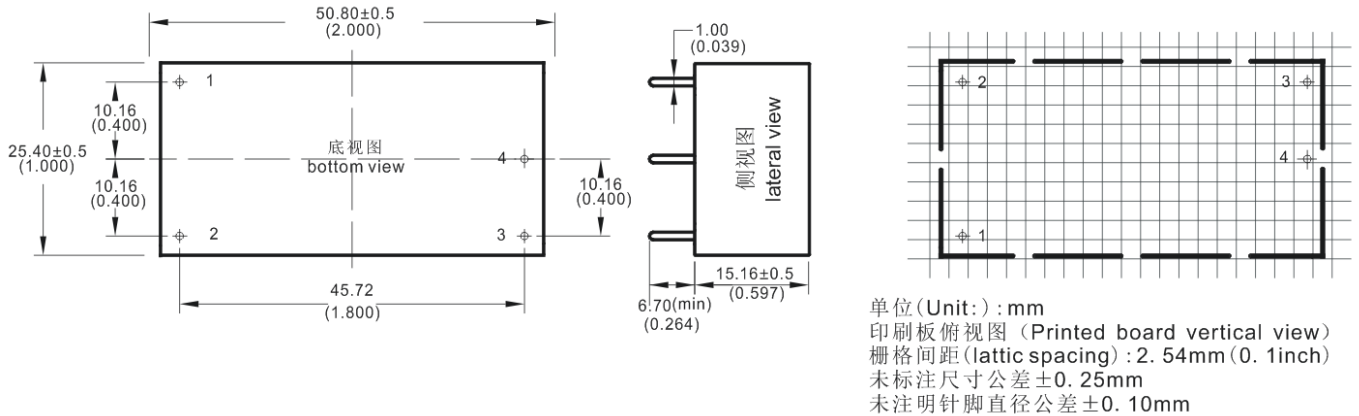 50.80±0.5
(2.000)
1
10.16
(0.400)
25.40±0.5
(1.000)
底视图
bottom view
4
10.16
(0.400)
10.16
(0.400)
2
3
45.72
(1.800)
1.00
(0.039)
侧视图
lateral view
15.16±0.5
(0.597)
6.70(min)
(0.264)
2
3
4
1
单位(Unit:):mm
印刷板俯视图 (Printed board vertical view)
栅格间距(lattic spacing):2.54mm(0.1inch)
未标注尺寸公差±0.25mm
未注明针脚直径公差±0.10mm